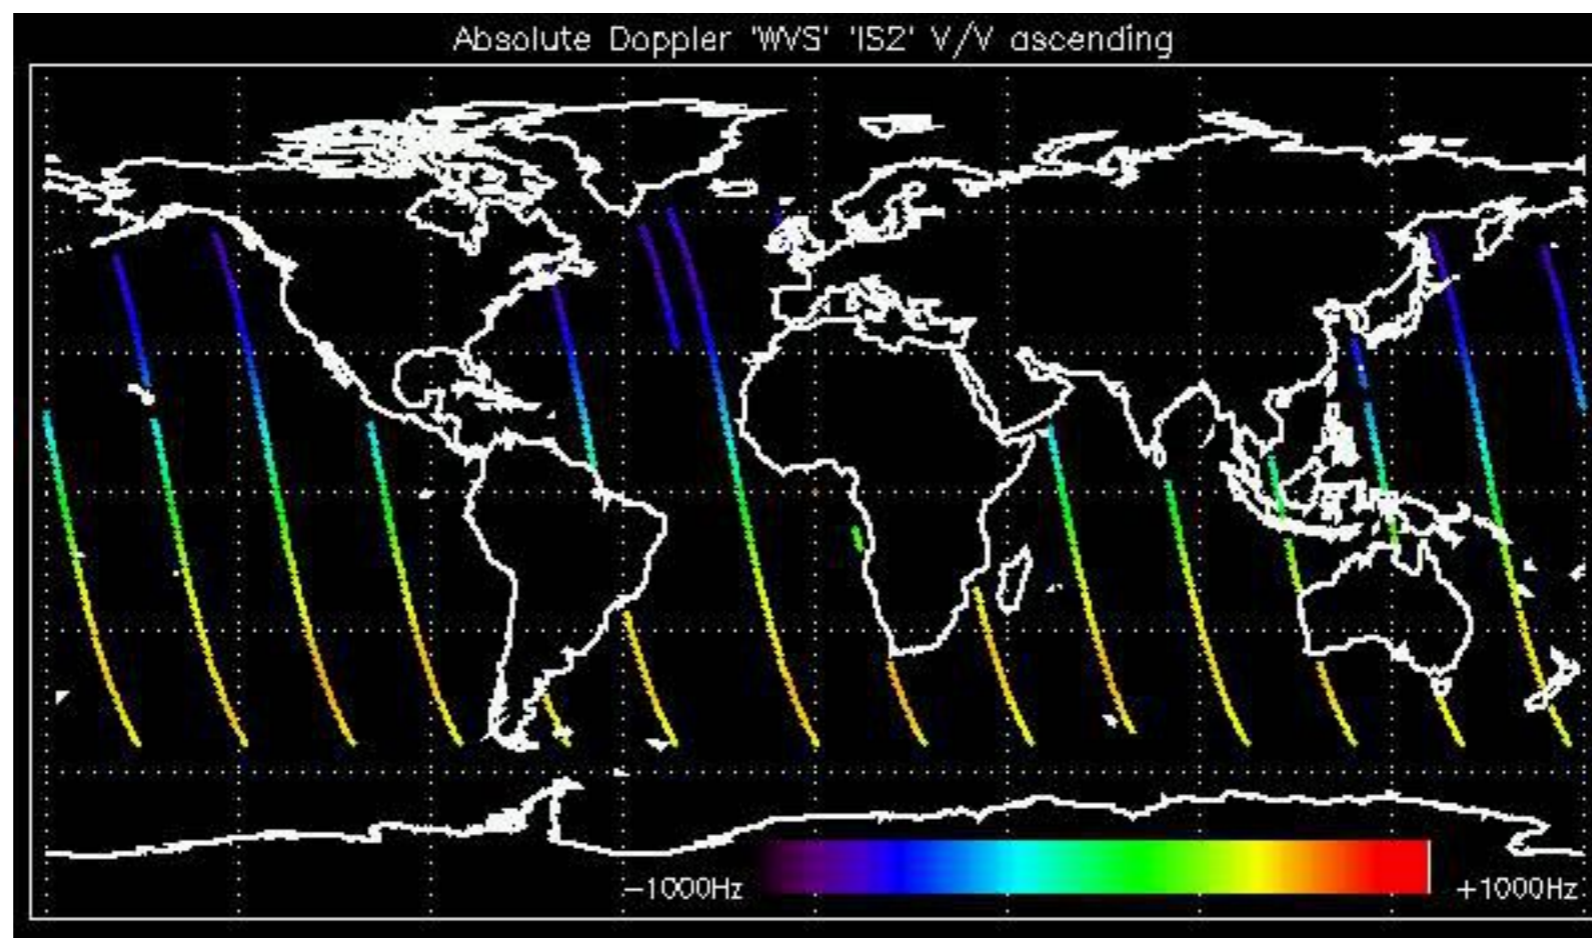 Absolute Doppler 'WVS' 'IS2' V/V ascending
−1000Hz +1000Hz